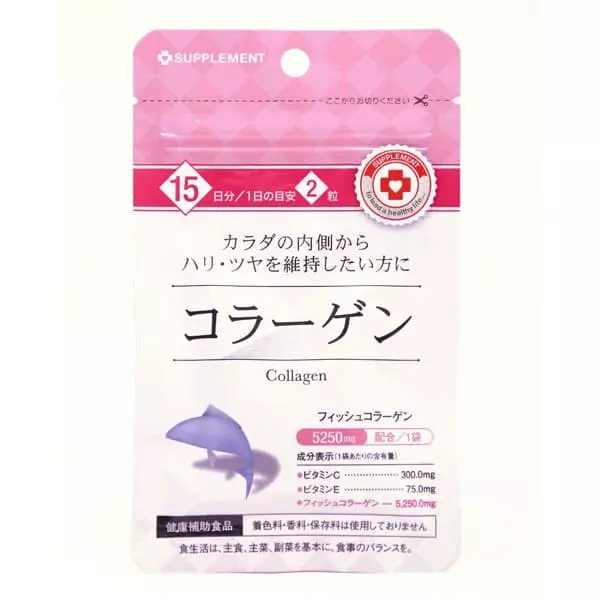 SUPPLEMENT
ここからお切りください
15日分/1日の目安2粒
SUPPLEMENT
to lead a healthy life...
カラダの内側から
ハリ・ツヤを維持したい方に
コラーゲン
Collagen
フィッシュコラーゲン
5250mg 配合/1袋
成分表示(1袋あたりの含有量)
●ビタミンC ………………… 300.0mg
●ビタミンE ………………… 75.0mg
●フィッシュコラーゲン ---- 5,250.0mg
健康補助食品 着色料・香料・保存料は使用しておりません
食生活は、主食、主菜、副菜を基本に、食事のバランスを。